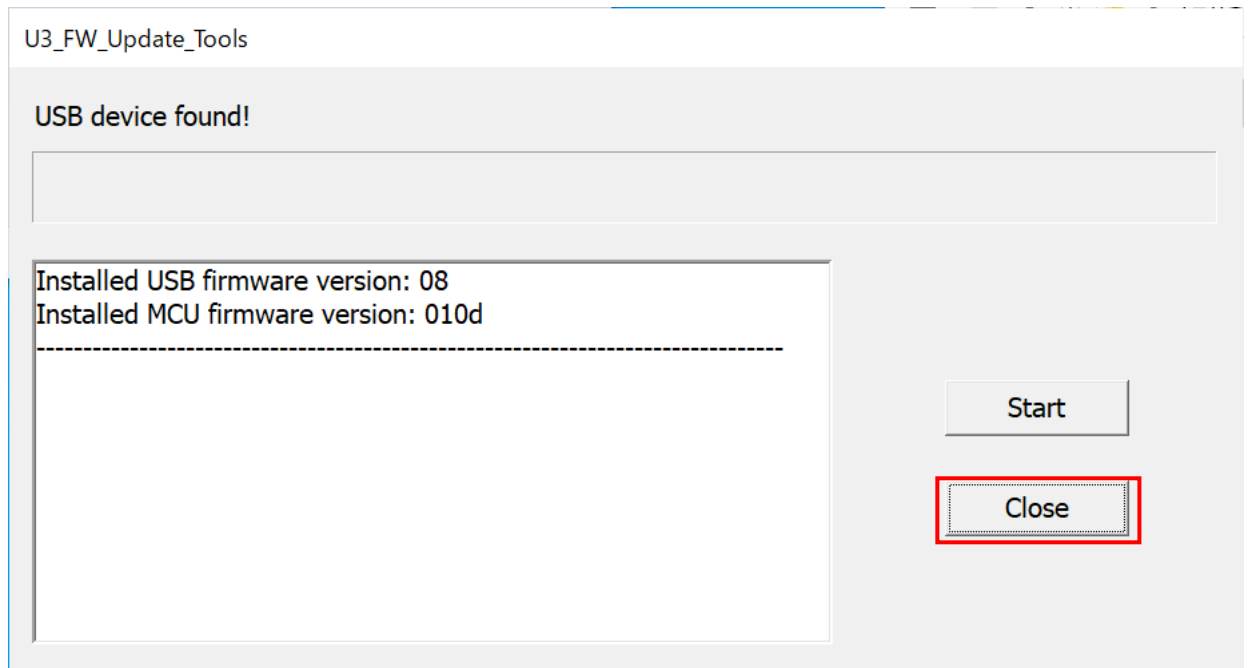 U3_FW_Update_Tools
USB device found!
Installed USB firmware version: 08
Installed MCU firmware version: 010d
--------------------------------------------------------------------------------
Start
Close